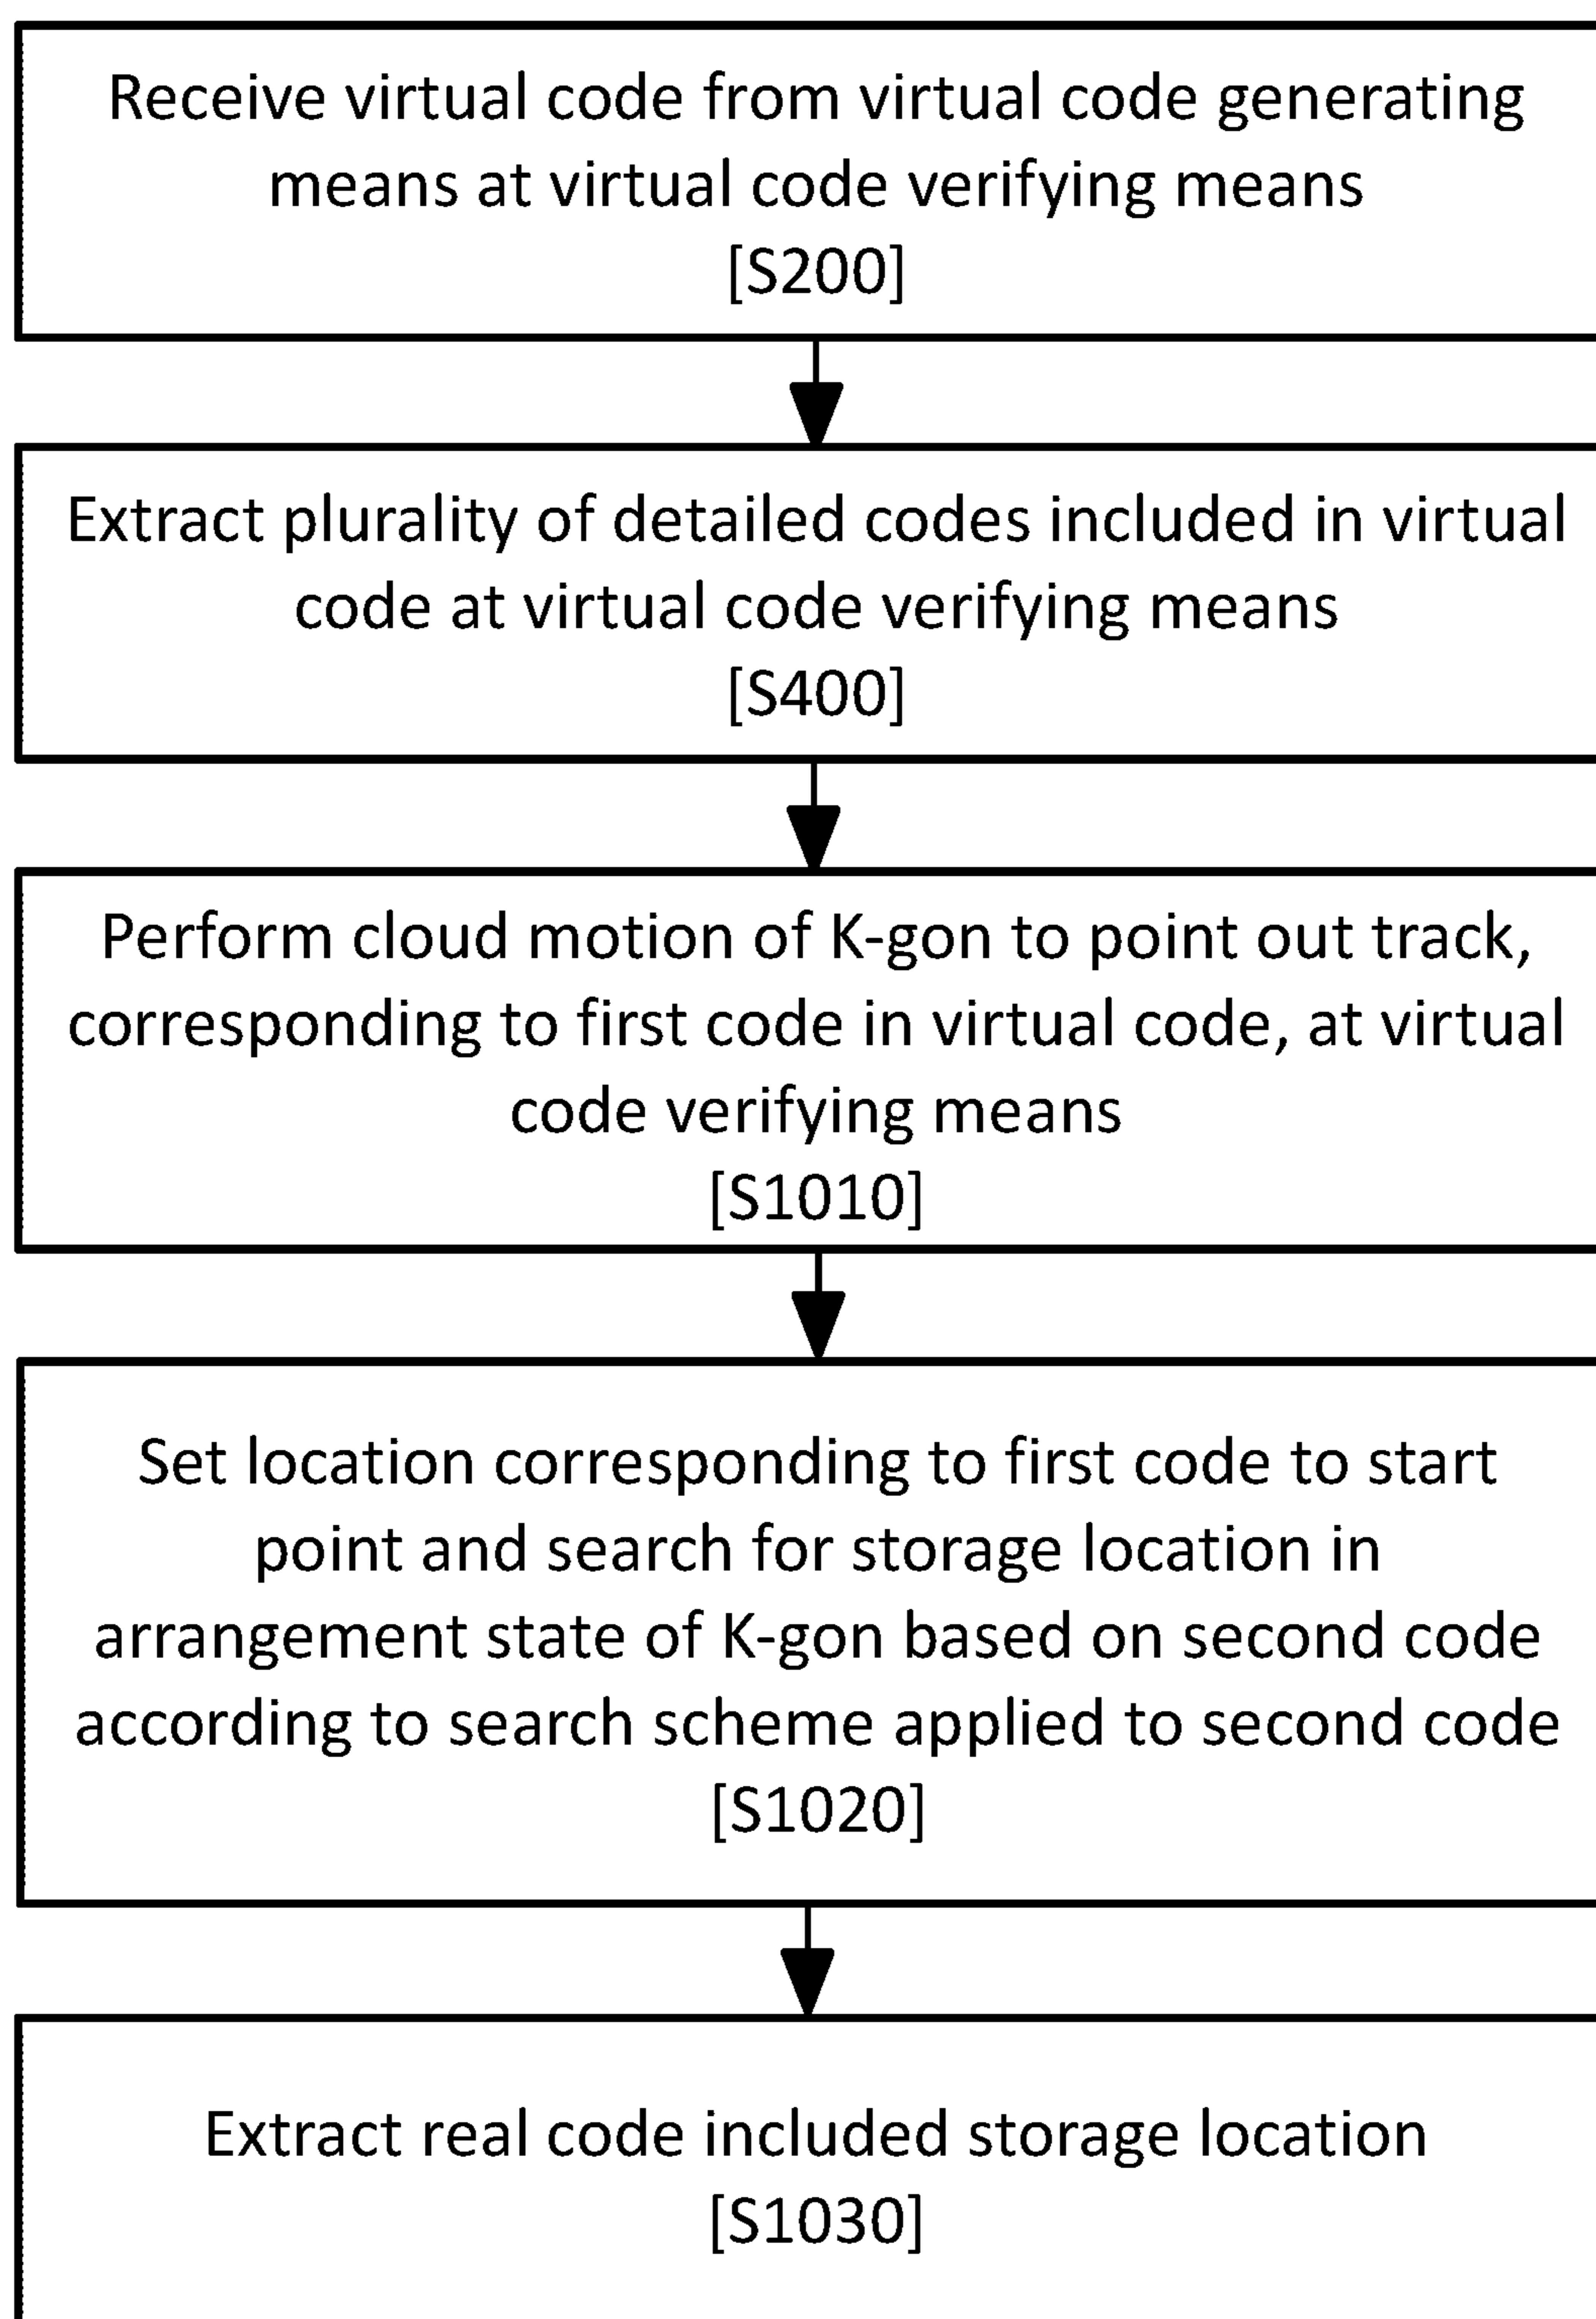 Receive virtual code from virtual code generating
means at virtual code verifying means
[S200]
Extract plurality of detailed codes included in virtual
code at virtual code verifying means
[S400]
Perform cloud motion of K-gon to point out track,
corresponding to first code in virtual code, at virtual
code verifying means
[S1010]
Set location corresponding to first code to start
point and search for storage location in
arrangement state of K-gon based on second code
according to search scheme applied to second code
[S1020]
Extract real code included storage location
[S1030]